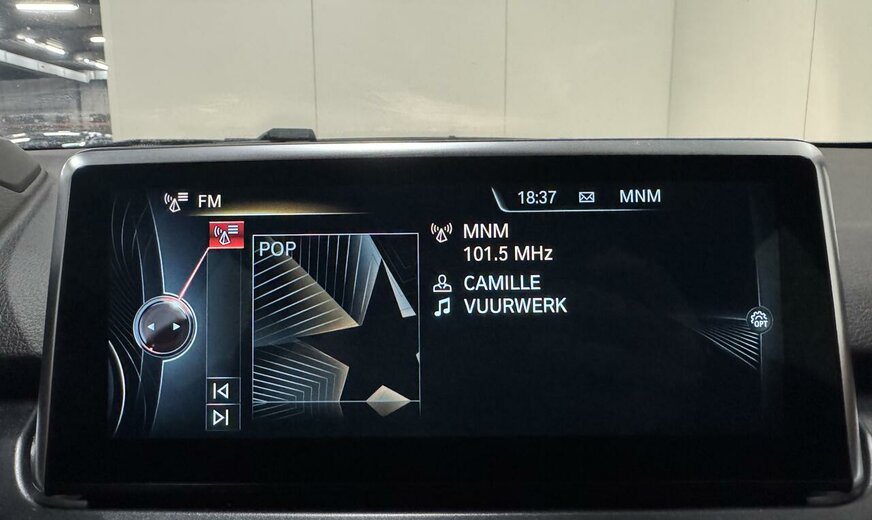 FM
18:37 MNM
POP
MNM
101.5 MHz
CAMILLE
VUURWERK
OPT